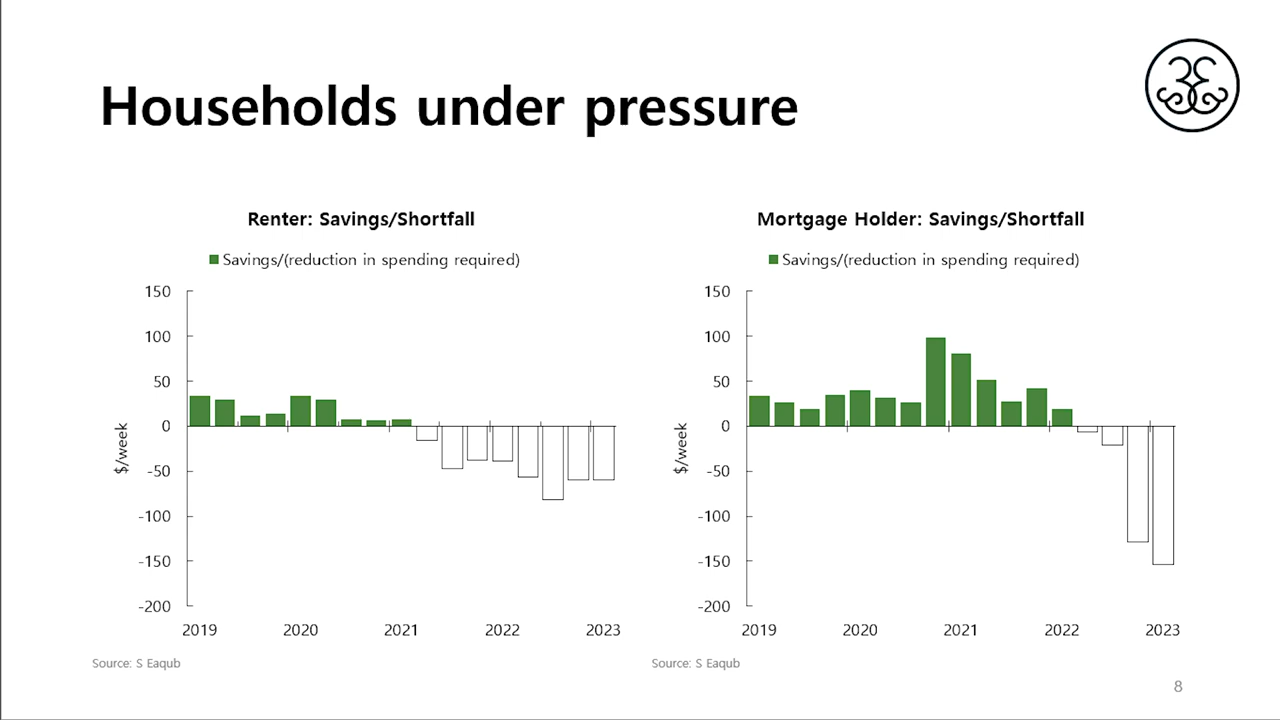 Households under pressure
Renter: Savings/Shortfall
Savings/(reduction in spending required)
150
100
50
0
-50
-100
-150
-200
$/week
2019 2020 2021 2022 2023
Source: S Eaqub
Mortgage Holder: Savings/Shortfall
Savings/(reduction in spending required)
150
100
50
0
-50
-100
-150
-200
$/week
2019 2020 2021 2022 2023
Source: S Eaqub
8